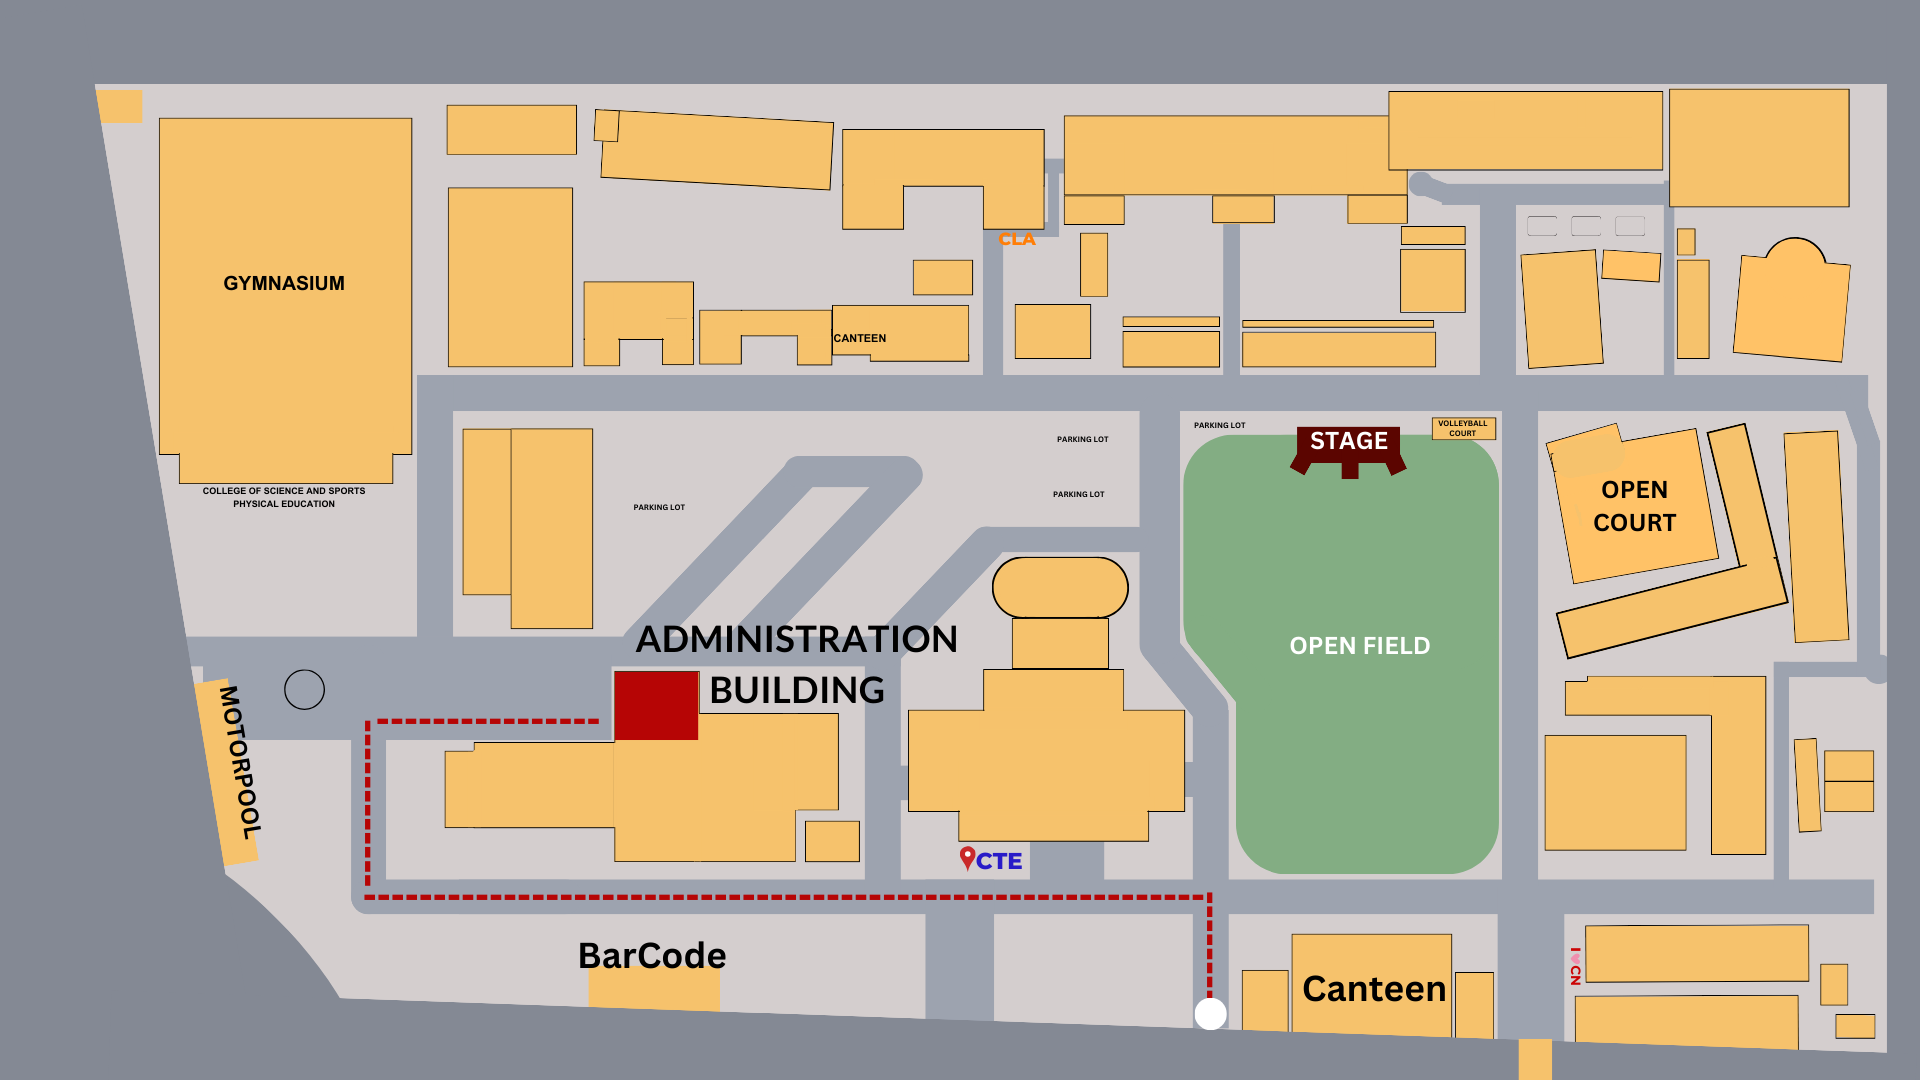 CLA
GYMNASIUM
CANTEEN
COLLEGE OF SCIENCE AND SPORTS
PHYSICAL EDUCATION
PARKING LOT
PARKING LOT
PARKING LOT
PARKING LOT
STAGE
VOLLEYBALL
COURT
OPEN
COURT
OPEN FIELD
ADMINISTRATION
BUILDING
MOTORPOOL
CTE
BarCode
Canteen
I ♥ CN